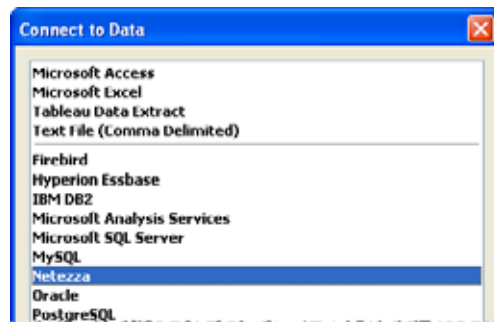 Connect to Data
Microsoft Access
Microsoft Excel
Tableau Data Extract
Text File (Comma Delimited)
Firebird
Hyperion Essbase
IBM DB2
Microsoft Analysis Services
Microsoft SQL Server
MySQL
Netezza
Oracle
PostgreSQL